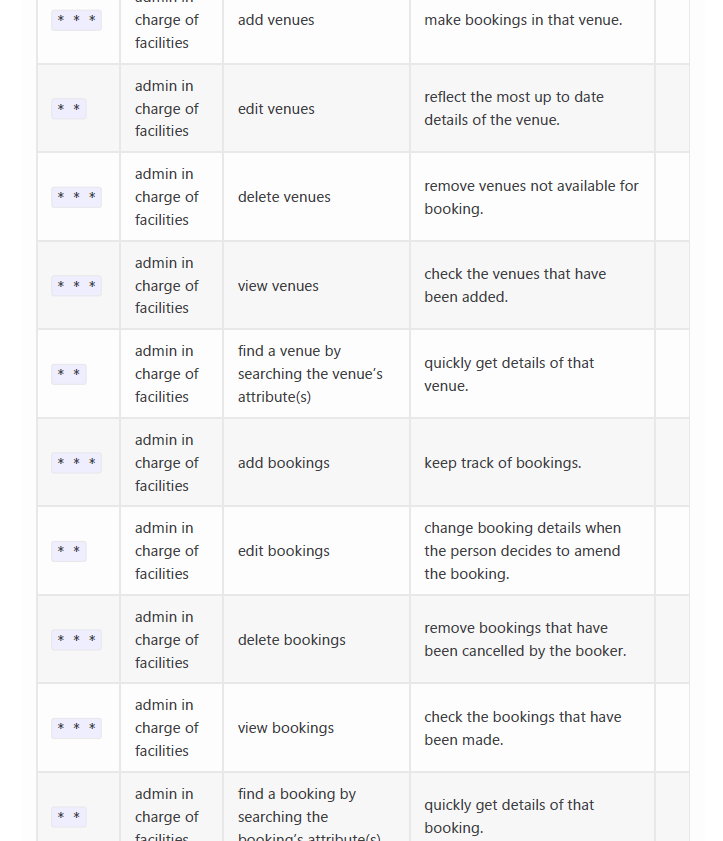 admin in
* * *
charge of
facilities
add venues
make bookings in that venue.
* *
admin in
charge of
facilities
edit venues
reflect the most up to date
details of the venue.
* * *
admin in
charge of
facilities
delete venues
remove venues not available for
booking.
* * *
admin in
charge of
facilities
view venues
check the venues that have
been added.
* *
admin in
charge of
facilities
find a venue by
searching the venue’s
attribute(s)
quickly get details of that
venue.
* * *
admin in
charge of
facilities
add bookings
keep track of bookings.
* *
admin in
charge of
facilities
edit bookings
change booking details when
the person decides to amend
the booking.
* * *
admin in
charge of
facilities
delete bookings
remove bookings that have
been cancelled by the booker.
* * *
admin in
charge of
facilities
view bookings
check the bookings that have
been made.
* *
admin in
charge of
facilities
find a booking by
searching the
booking’s attribute(s)
quickly get details of that
booking.